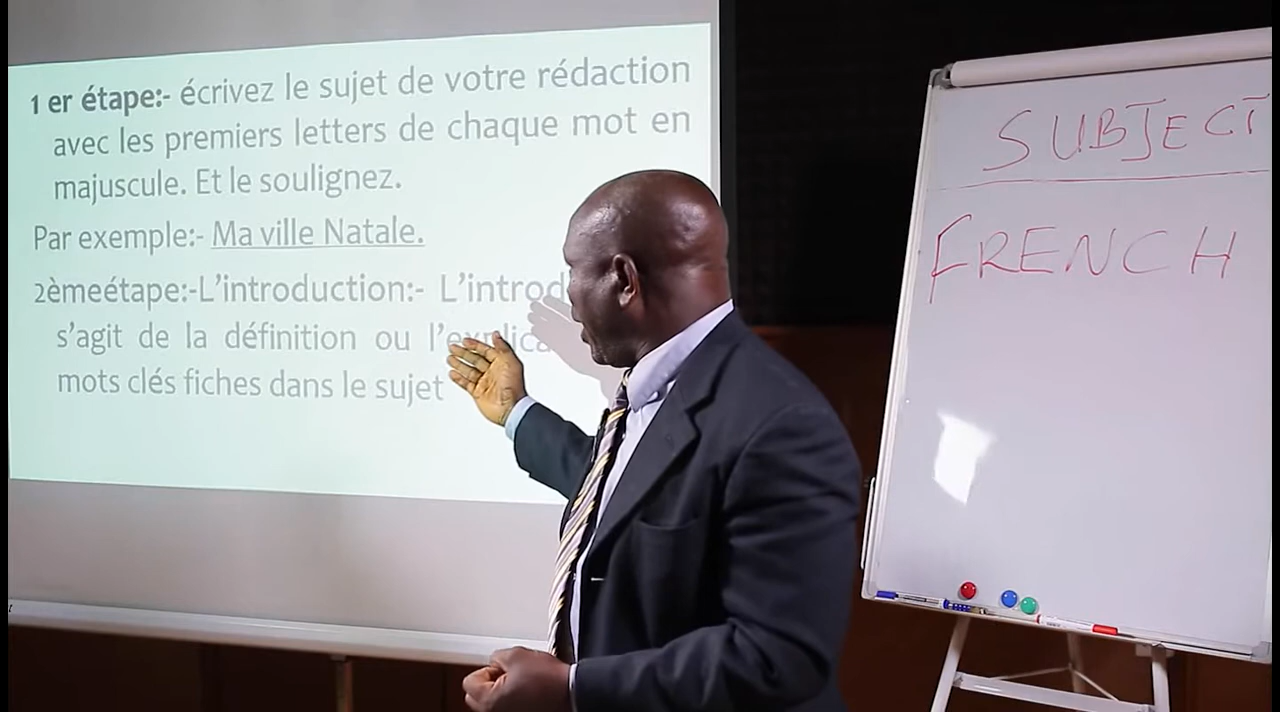 1 er étape:- écrivez le sujet de votre rédaction
avec les premiers letters de chaque mot en
majuscule. Et le soulignez.
Par exemple:- Ma ville Natale.
2èmeétape:-L'introduction:- L'introd
s'agit de la définition ou l'explica
mots clés fiches dans le sujet
SUBJECT
FRENCH